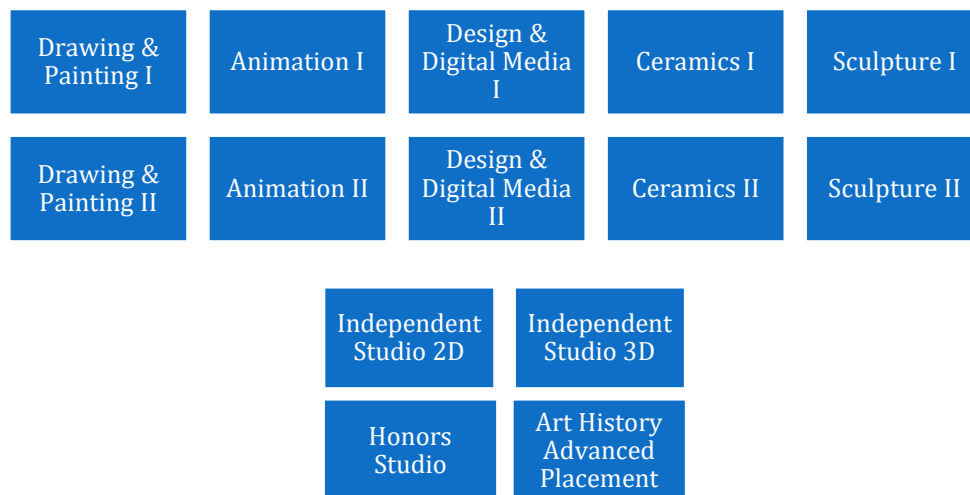 Drawing &
Painting I
Animation I
Design &
Digital Media
I
Ceramics I
Sculpture I
Drawing &
Painting II
Animation II
Design &
Digital Media
II
Ceramics II
Sculpture II
Independent
Studio 2D
Independent
Studio 3D
Honors
Studio
Art History
Advanced
Placement